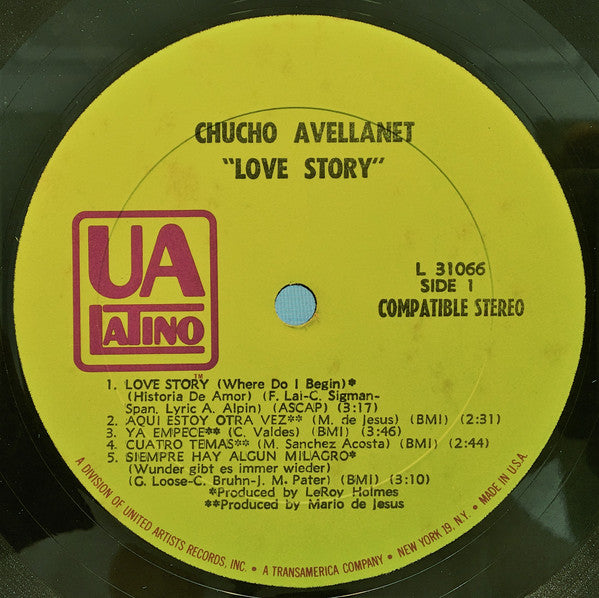 CHUCHO AVELLANET
"LOVE STORY"
UA
LATINO
TM
L 31066
SIDE 1
COMPATIBLE STEREO
1. LOVE STORY (Where Do I Begin)*
(Historia De Amor) (F. Lai-C. Sigman-
Span. Lyric A. Alpin) (ASCAP) (3:17)
2. AQUI ESTOY OTRA VEZ** (M. de Jesus) (BMI) (2:31)
3. YA EMPECE** (C. Valdes) (BMI) (3:46)
4. CUATRO TEMAS** (M. Sanchez Acosta) (BMI) (2:44)
5. SIEMPRE HAY ALGUN MILAGRO*
(Wunder gibt es immer wieder)
(G. Loose-C. Bruhn-J. M. Pater) (BMI) (3:10)
*Produced by LeRoy Holmes
**Produced by Mario de Jesus
A DIVISION OF UNITED ARTISTS RECORDS, INC. • A TRANSAMERICA COMPANY • NEW YORK 19, N.Y. • MADE IN U.S.A.